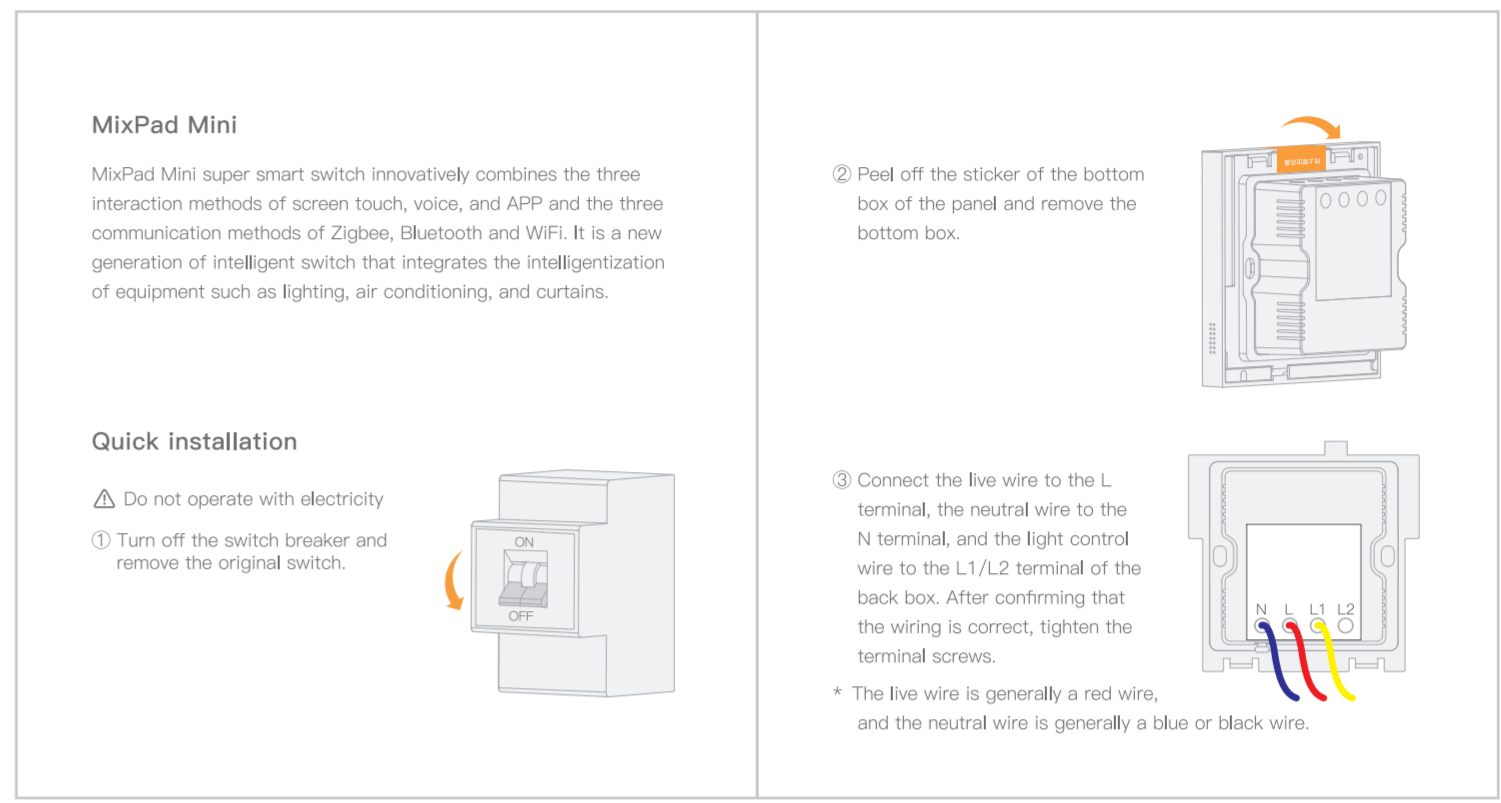 MixPad Mini
MixPad Mini super smart switch innovatively combines the three
interaction methods of screen touch, voice, and APP and the three
communication methods of Zigbee, Bluetooth and WiFi. It is a new
generation of intelligent switch that integrates the intelligentization
of equipment such as lighting, air conditioning, and curtains.
Quick installation
⚠ Do not operate with electricity
① Turn off the switch breaker and
remove the original switch.
ON
OFF
② Peel off the sticker of the bottom
box of the panel and remove the
bottom box.
③ Connect the live wire to the L
terminal, the neutral wire to the
N terminal, and the light control
wire to the L1/L2 terminal of the
back box. After confirming that
the wiring is correct, tighten the
terminal screws.
N L L1 L2
* The live wire is generally a red wire,
and the neutral wire is generally a blue or black wire.